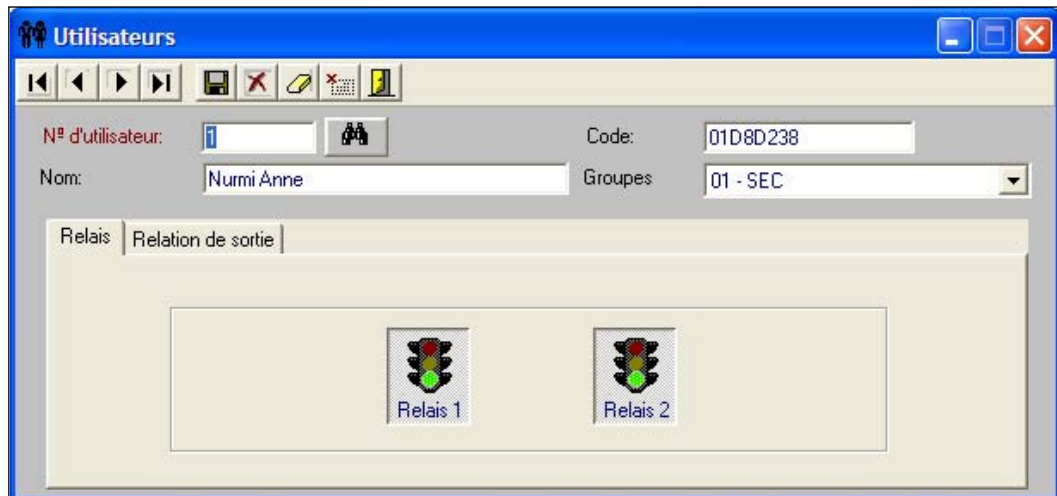 Utilisateurs
Nº d'utilisateur: 1 Code: 01D8D238
Nom: Nurmi Anne Groupes 01 - SEC
Relais Relation de sortie
Relais 1 Relais 2